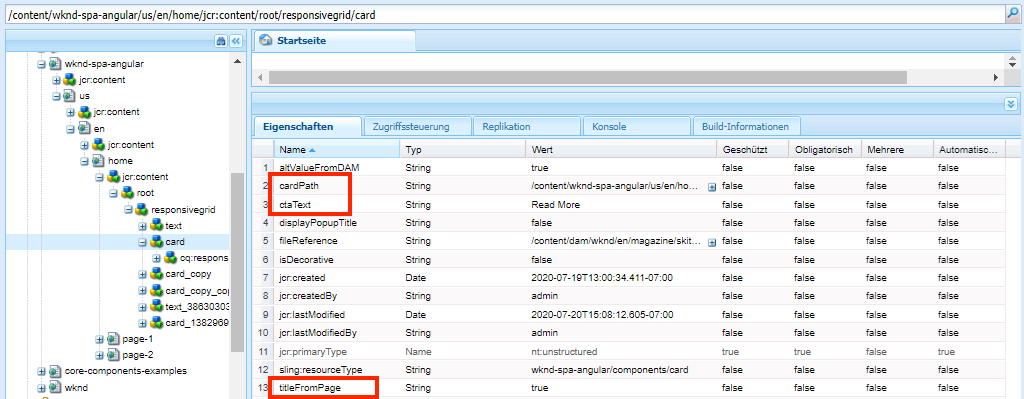 /content/wknd-spa-angular/us/en/home/jcr:content/root/responsivegrid/card
wknd-spa-angular
jcr:content
us
jcr:content
en
jcr:content
home
jcr:content
root
responsivegrid
text
card
cq:respons
card_copy
card_copy_cop
text_38630303
card_1382969
page-1
page-2
core-components-examples
wknd
Startseite
Eigenschaften Zugriffssteuerung Replikation Konsole Build-Informationen
Name Typ Wert Geschützt Obligatorisch Mehrere Automatisc...
1 altValueFromDAM String true false false false false
2 cardPath String /content/wknd-spa-angular/us/en/ho... false false false false
3 ctaText String Read More false false false false
4 displayPopupTitle String false false false false false
5 fileReference String /content/dam/wknd/en/magazine/skit... false false false false
6 isDecorative String false false false false false
7 jcr:created Date 2020-07-19T13:00:34.411-07:00 false false false false
8 jcr:createdBy String admin false false false false
9 jcr:lastModified Date 2020-07-20T15:08:12.605-07:00 false false false false
10 jcr:lastModifiedBy String admin false false false false
11 jcr:primaryType Name nt:unstructured true true false true
12 sling:resourceType String wknd-spa-angular/components/card false false false false
13 titleFromPage String true false false false false